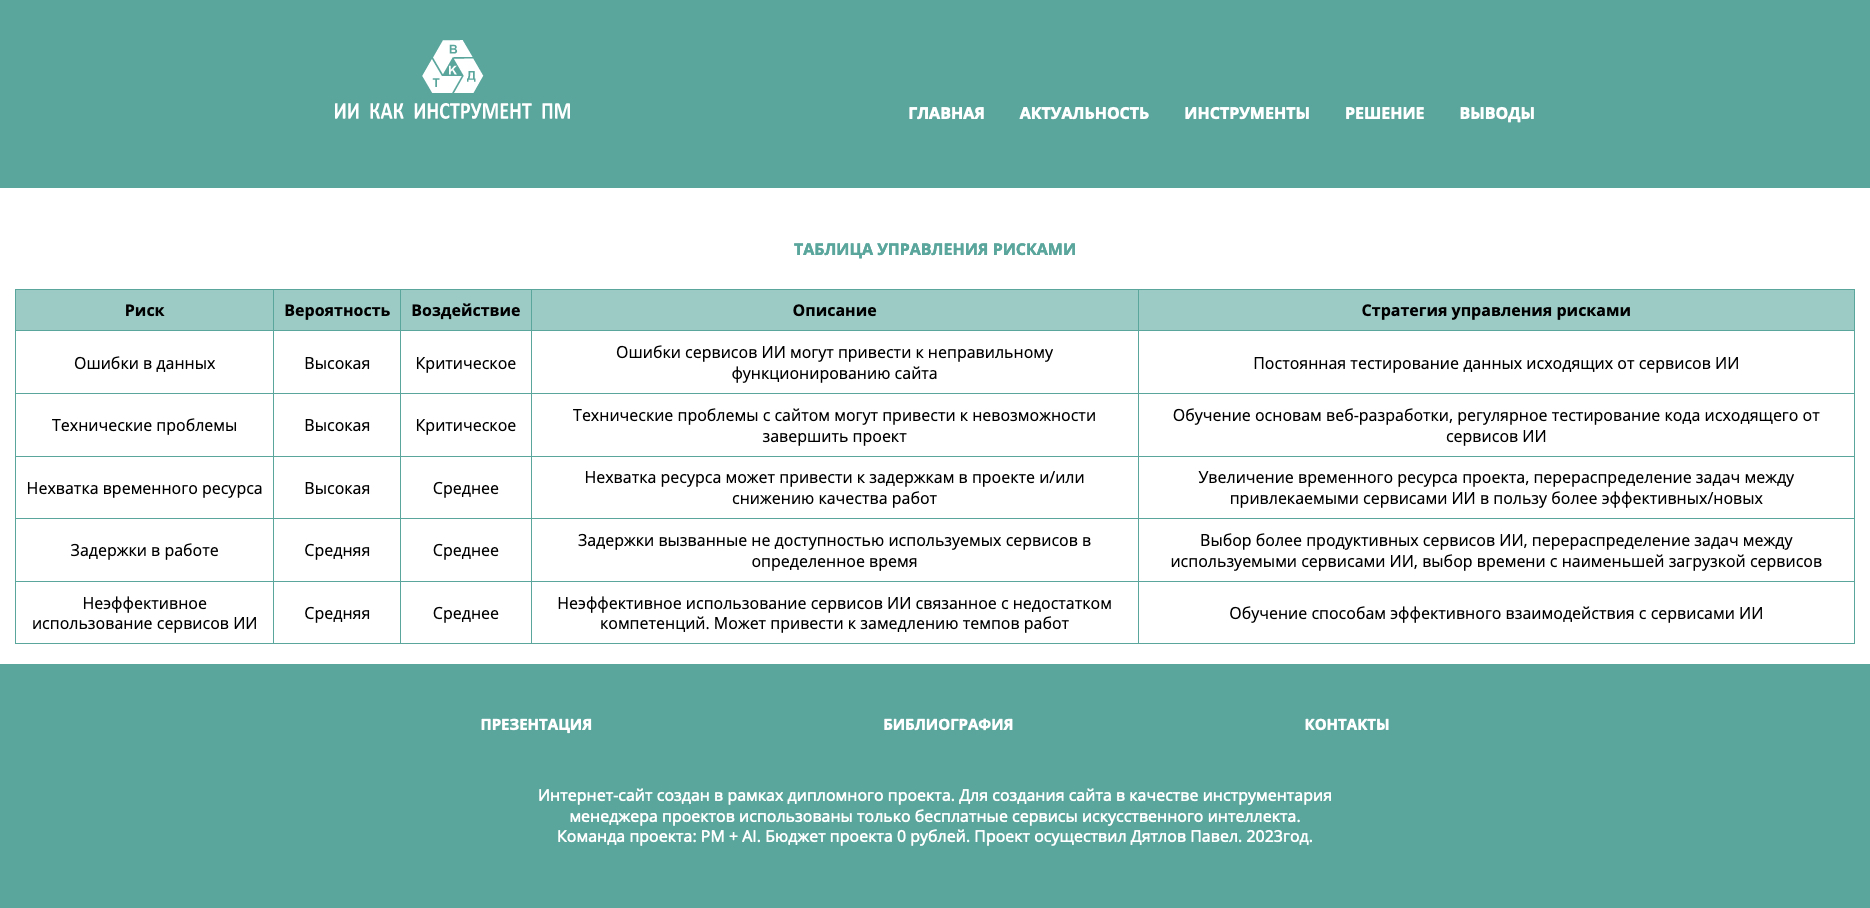 В
Т К Д
ИИ КАК ИНСТРУМЕНТ ПМ
ГЛАВНАЯ АКТУАЛЬНОСТЬ ИНСТРУМЕНТЫ РЕШЕНИЕ ВЫВОДЫ
ТАБЛИЦА УПРАВЛЕНИЯ РИСКАМИ
Риск Вероятность Воздействие Описание Стратегия управления рисками
Ошибки в данных Высокая Критическое Ошибки сервисов ИИ могут привести к неправильному
функционированию сайта
Постоянная тестирование данных исходящих от сервисов ИИ
Технические проблемы Высокая Критическое Технические проблемы с сайтом могут привести к невозможности
завершить проект
Обучение основам веб-разработки, регулярное тестирование кода исходящего от
сервисов ИИ
Нехватка временного ресурса Высокая Среднее Нехватка ресурса может привести к задержкам в проекте и/или
снижению качества работ
Увеличение временного ресурса проекта, перераспределение задач между
привлекаемыми сервисами ИИ в пользу более эффективных/новых
Задержки в работе Средняя Среднее Задержки вызванные не доступностью используемых сервисов в
определенное время
Выбор более продуктивных сервисов ИИ, перераспределение задач между
используемыми сервисами ИИ, выбор времени с наименьшей загрузкой сервисов
Неэффективное
использование сервисов ИИ
Средняя Среднее Неэффективное использование сервисов ИИ связанное с недостатком
компетенций. Может привести к замедлению темпов работ
Обучение способам эффективного взаимодействия с сервисами ИИ
ПРЕЗЕНТАЦИЯ БИБЛИОГРАФИЯ КОНТАКТЫ
Интернет-сайт создан в рамках дипломного проекта. Для создания сайта в качестве инструментария
менеджера проектов использованы только бесплатные сервисы искусственного интеллекта.
Команда проекта: PM + AI. Бюджет проекта 0 рублей. Проект осуществил Дятлов Павел. 2023год.